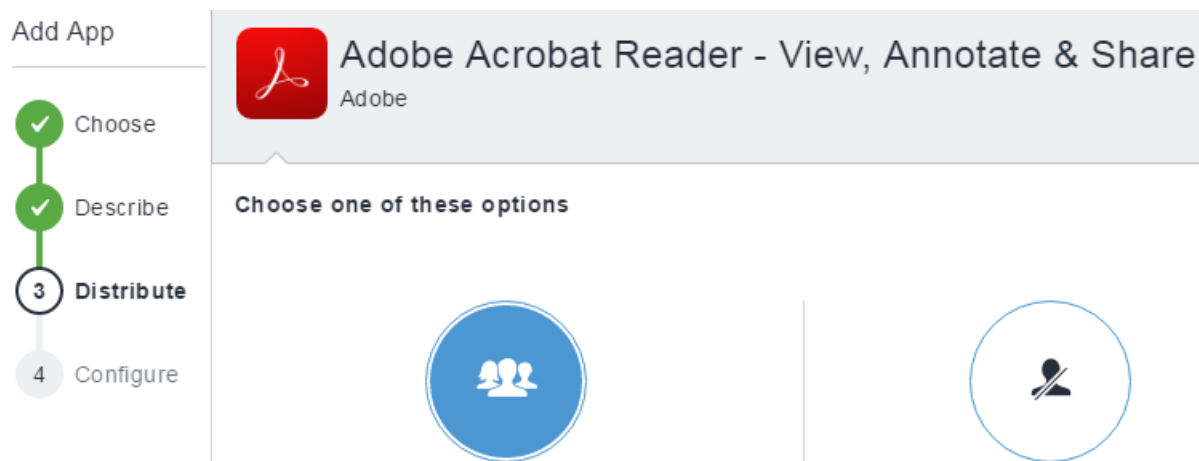 Add App
Choose
Describe
3 Distribute
4 Configure
Adobe Acrobat Reader - View, Annotate & Share
Adobe
Choose one of these options